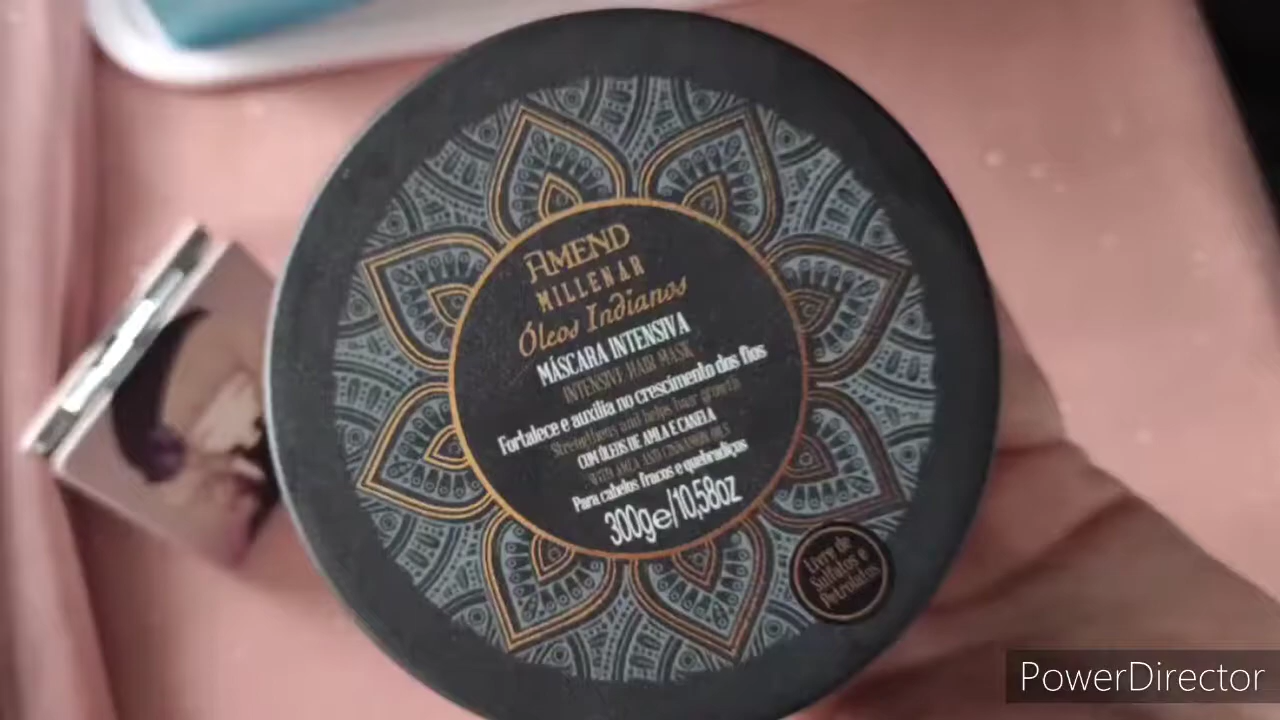 AMEND
MILLENAR
Óleos Indianos
MÁSCARA INTENSIVA
INTENSIVE HAIR MASK
Fortalece e auxilia no crescimento dos fios
Strengthens and helps hair growth
COM ÓLEOS DE AMLA E CANELA
WITH AMLA AND CINNAMON OILS
Para cabelos fracos e quebradiços
300g e/10,58oz
Livre de
Sulfatos e
Petrolatos
PowerDirector